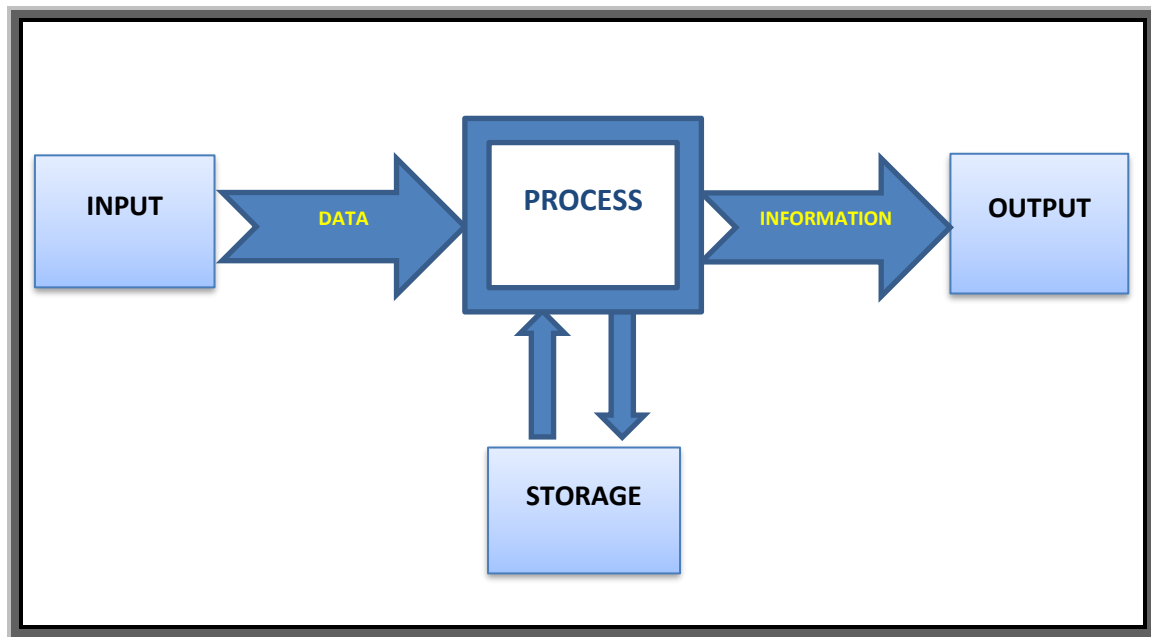 INPUT
DATA
PROCESS
INFORMATION
OUTPUT
STORAGE